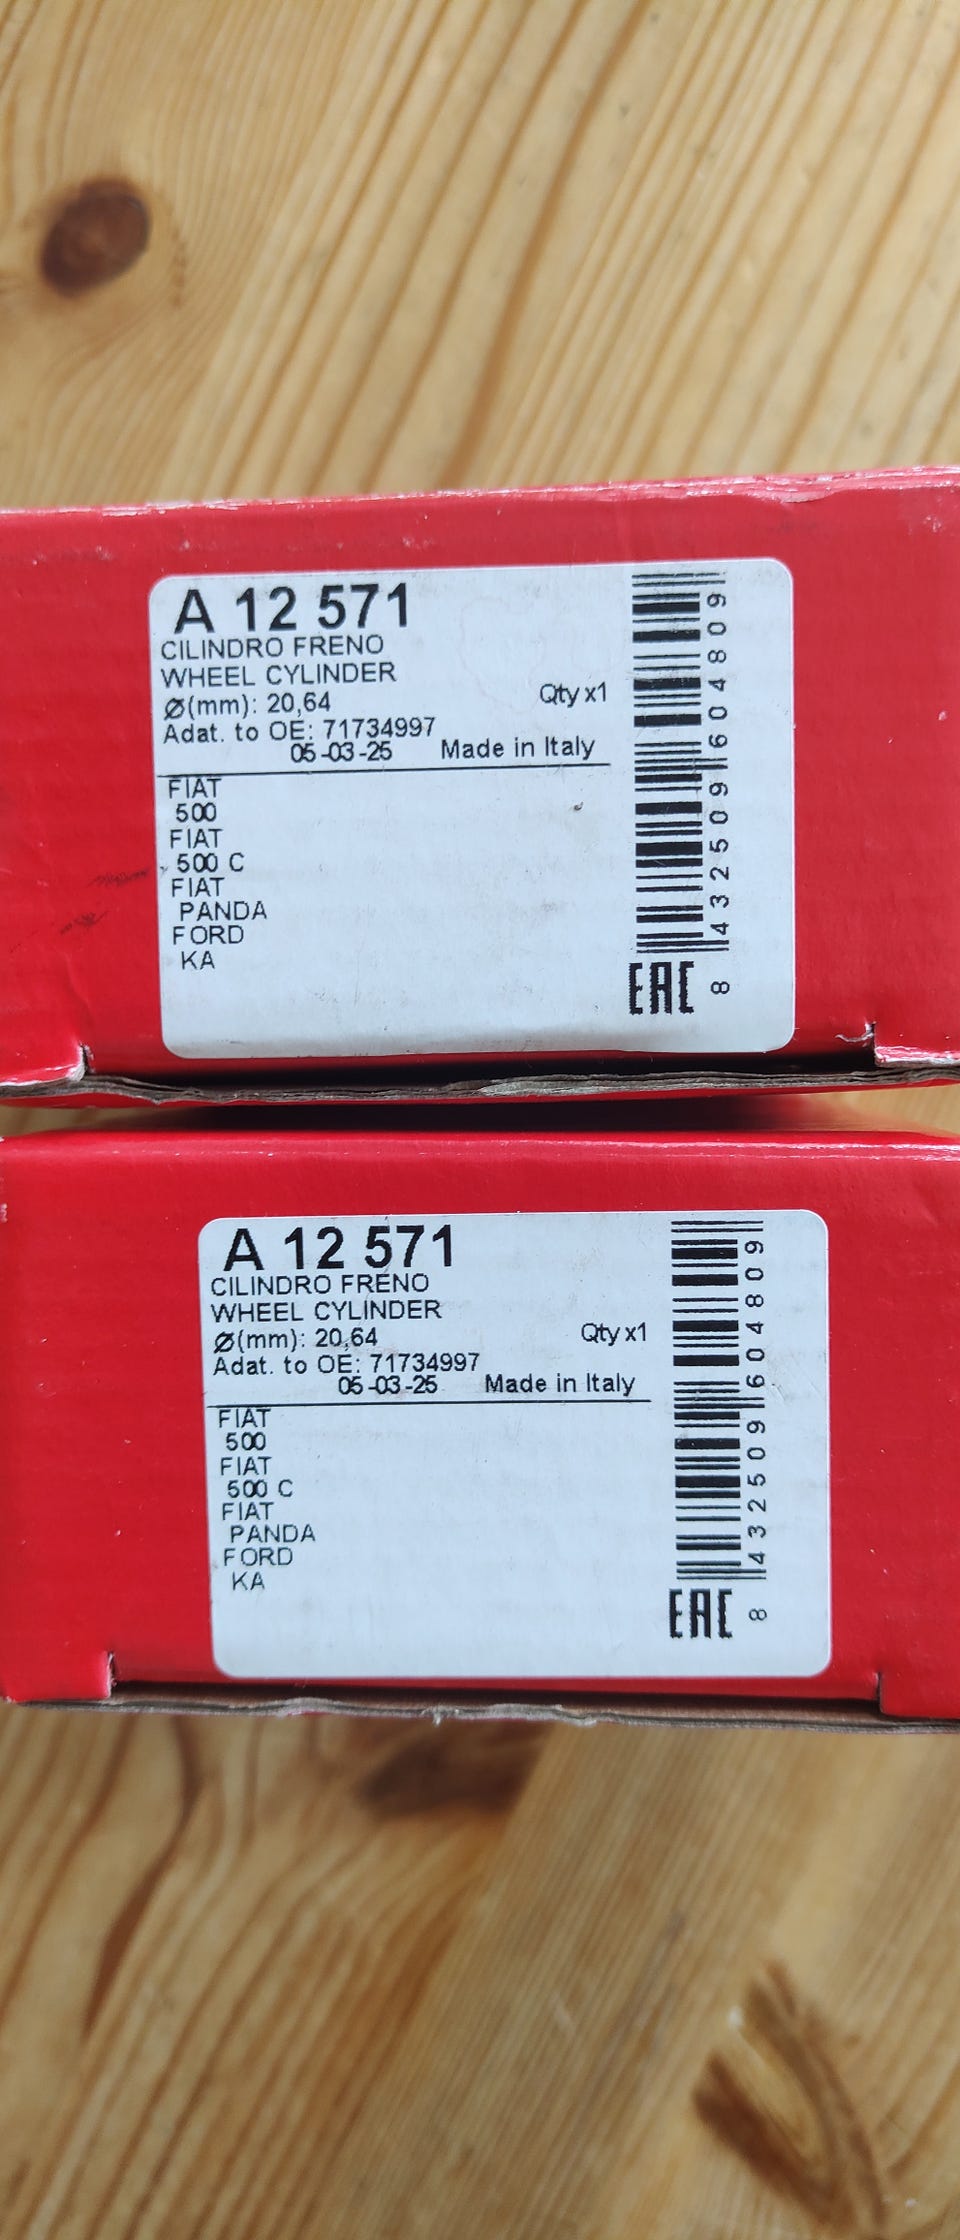 A 12 571
CILINDRO FRENO
WHEEL CYLINDER
Ø(mm): 20,64
Qty x1
Adat. to OE: 71734997
05-03-25 Made in Italy
FIAT
500
FIAT
500 C
FIAT
PANDA
FORD
KA
EAC
8 432509 604809
A 12 571
CILINDRO FRENO
WHEEL CYLINDER
Ø(mm): 20,64
Qty x1
Adat. to OE: 71734997
05-03-25 Made in Italy
FIAT
500
FIAT
500 C
FIAT
PANDA
FORD
KA
EAC
8 432509 604809